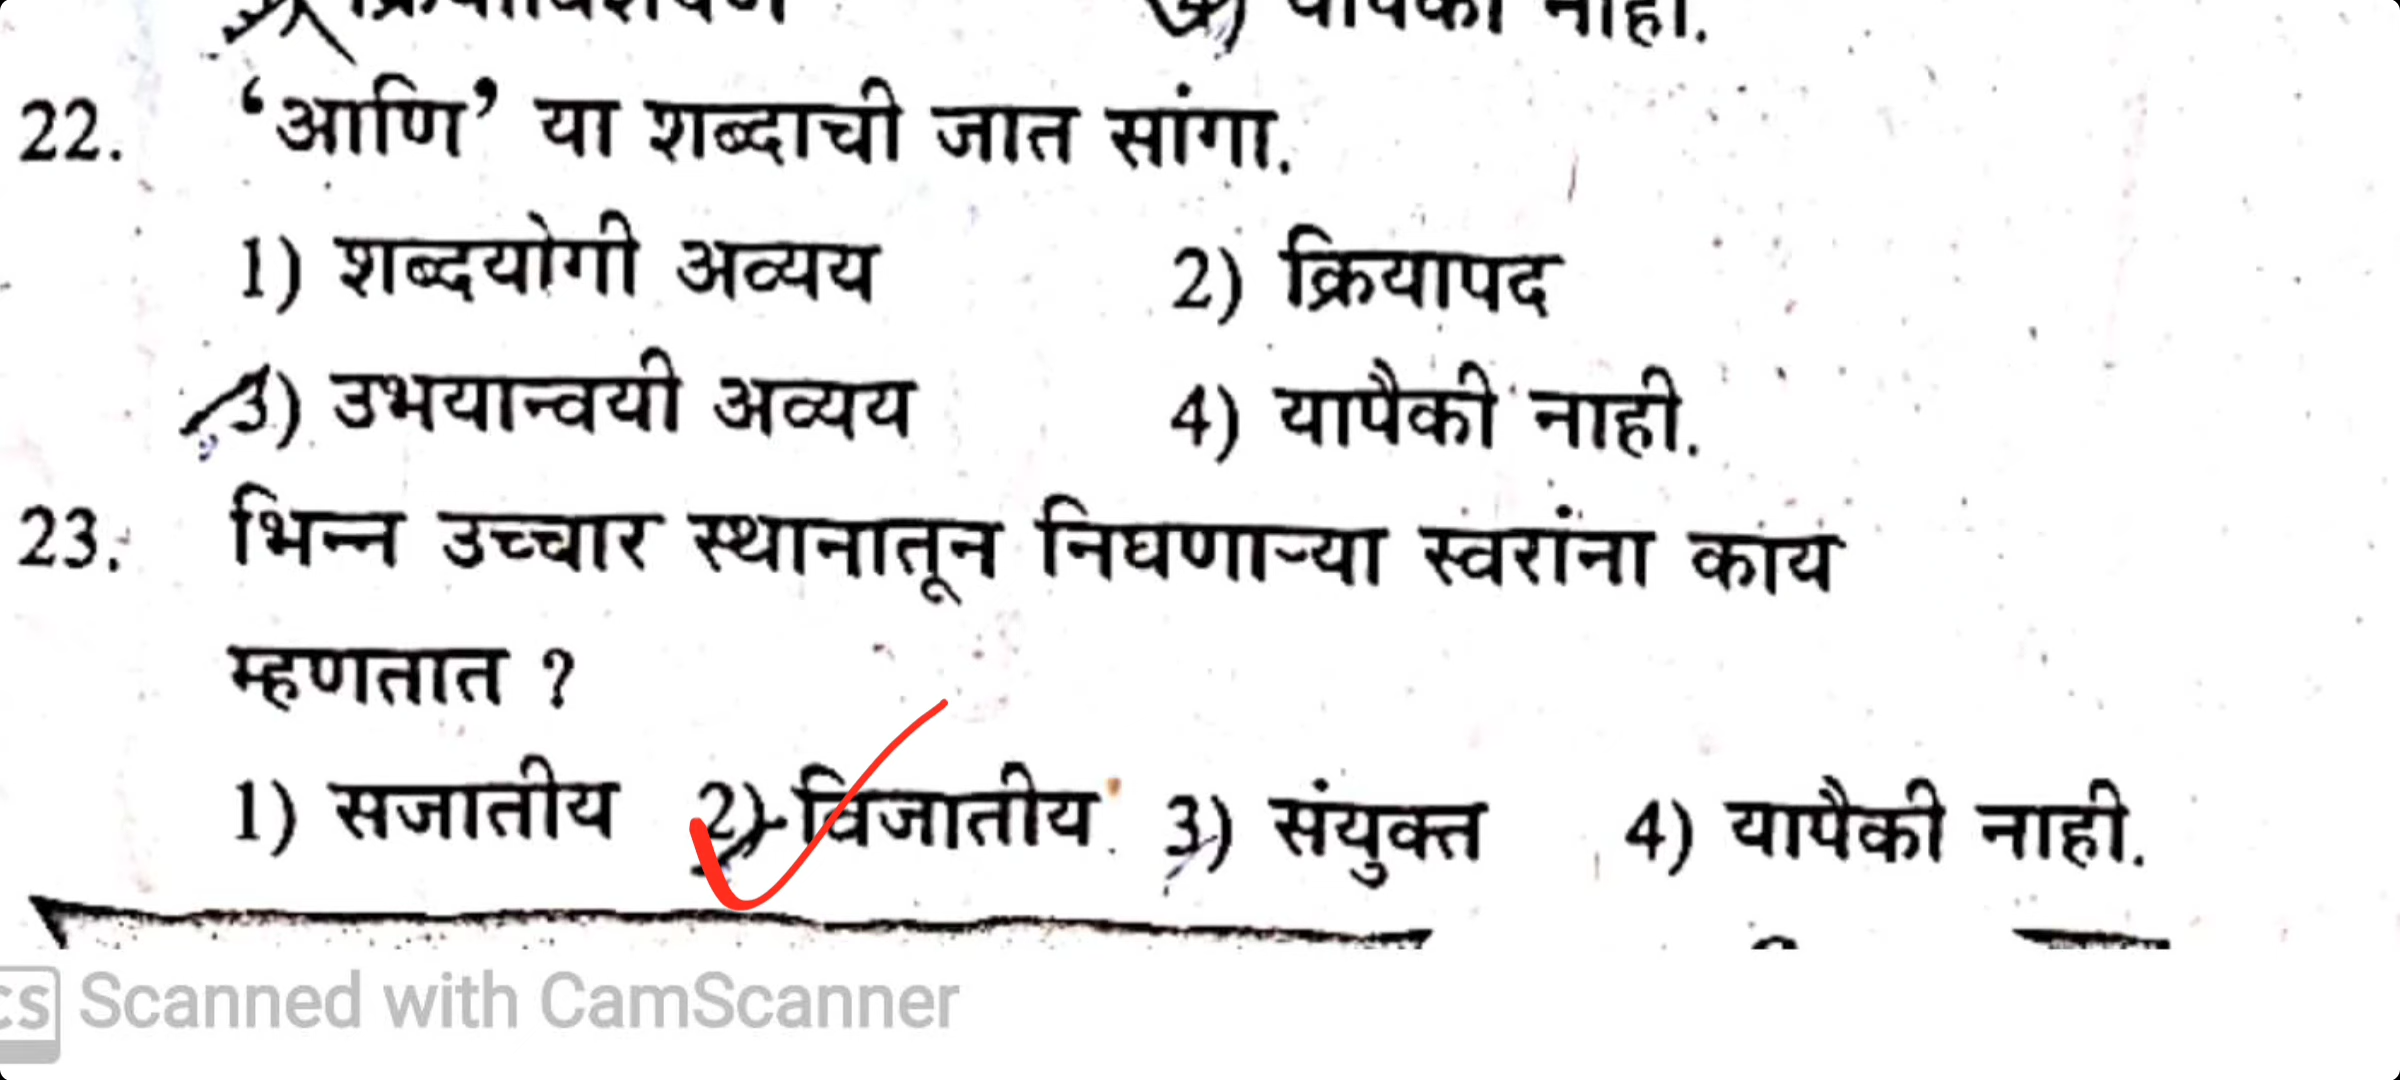 यापैकी नाही.
22. ‘आणि’ या शब्दाची जात सांगा.
1) शब्दयोगी अव्यय 2) क्रियापद
3) उभयान्वयी अव्यय 4) यापैकी नाही.
23. भिन्न उच्चार स्थानातून निघणाऱ्या स्वरांना काय
म्हणतात ?
1) सजातीय 2) विजातीय 3) संयुक्त 4) यापैकी नाही.
CS Scanned with CamScanner